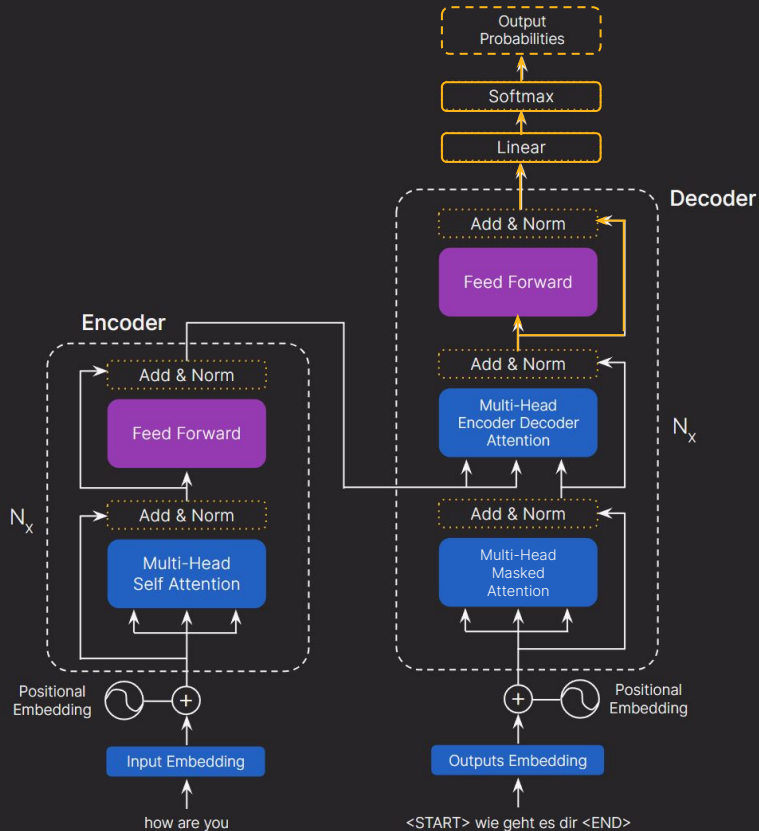 Output
Probabilities
Softmax
Linear
Decoder
Add & Norm
Feed Forward
Add & Norm
Multi-Head
Encoder Decoder
Attention
Nx
Add & Norm
Multi-Head
Masked
Attention
Positional
Embedding
Outputs Embedding
<START> wie geht es dir <END>
Encoder
Add & Norm
Feed Forward
Nx
Add & Norm
Multi-Head
Self Attention
Positional
Embedding
Input Embedding
how are you